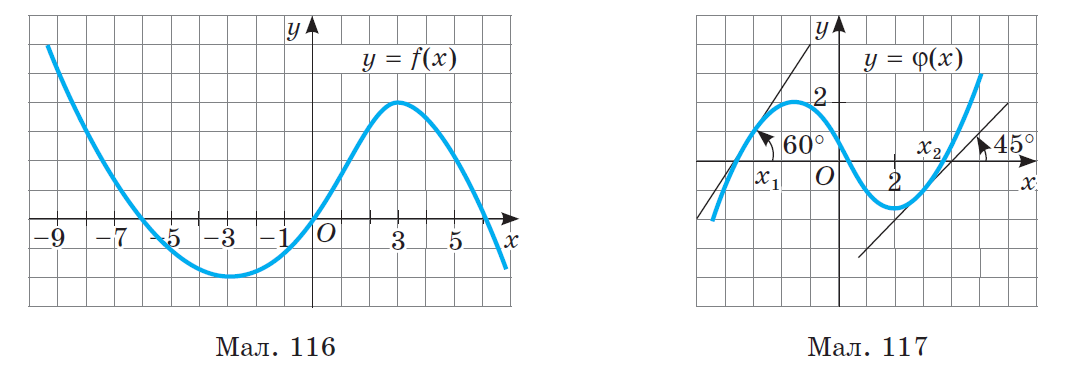 y
y = f(x)
−9 −7 −5 −3 −1 O 3 5 x
Мал. 116
y
y = φ(x)
2
60° x₂ 45°
x₁ O 2 x
Мал. 117